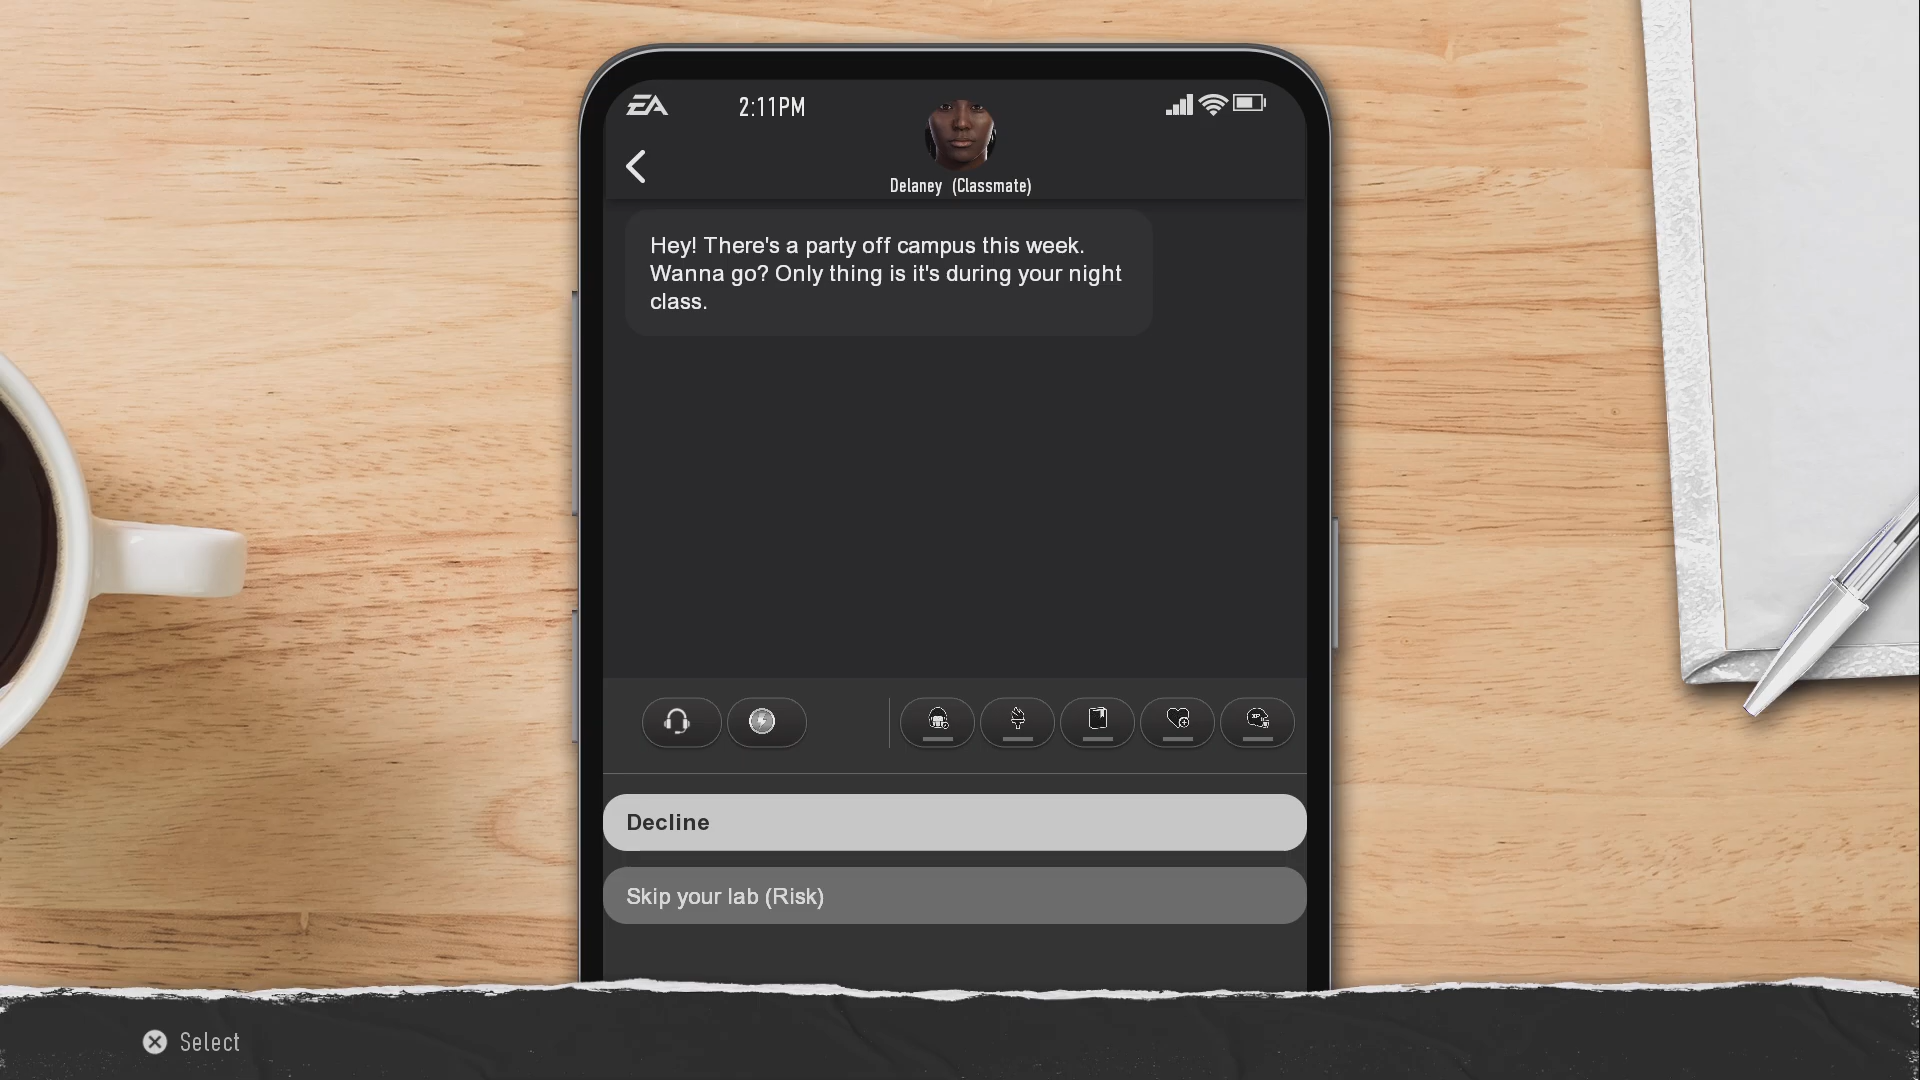 EA
2:11PM
Delaney (Classmate)
Hey! There's a party off campus this week.
Wanna go? Only thing is it's during your night
class.
XP
Decline
Skip your lab (Risk)
Select